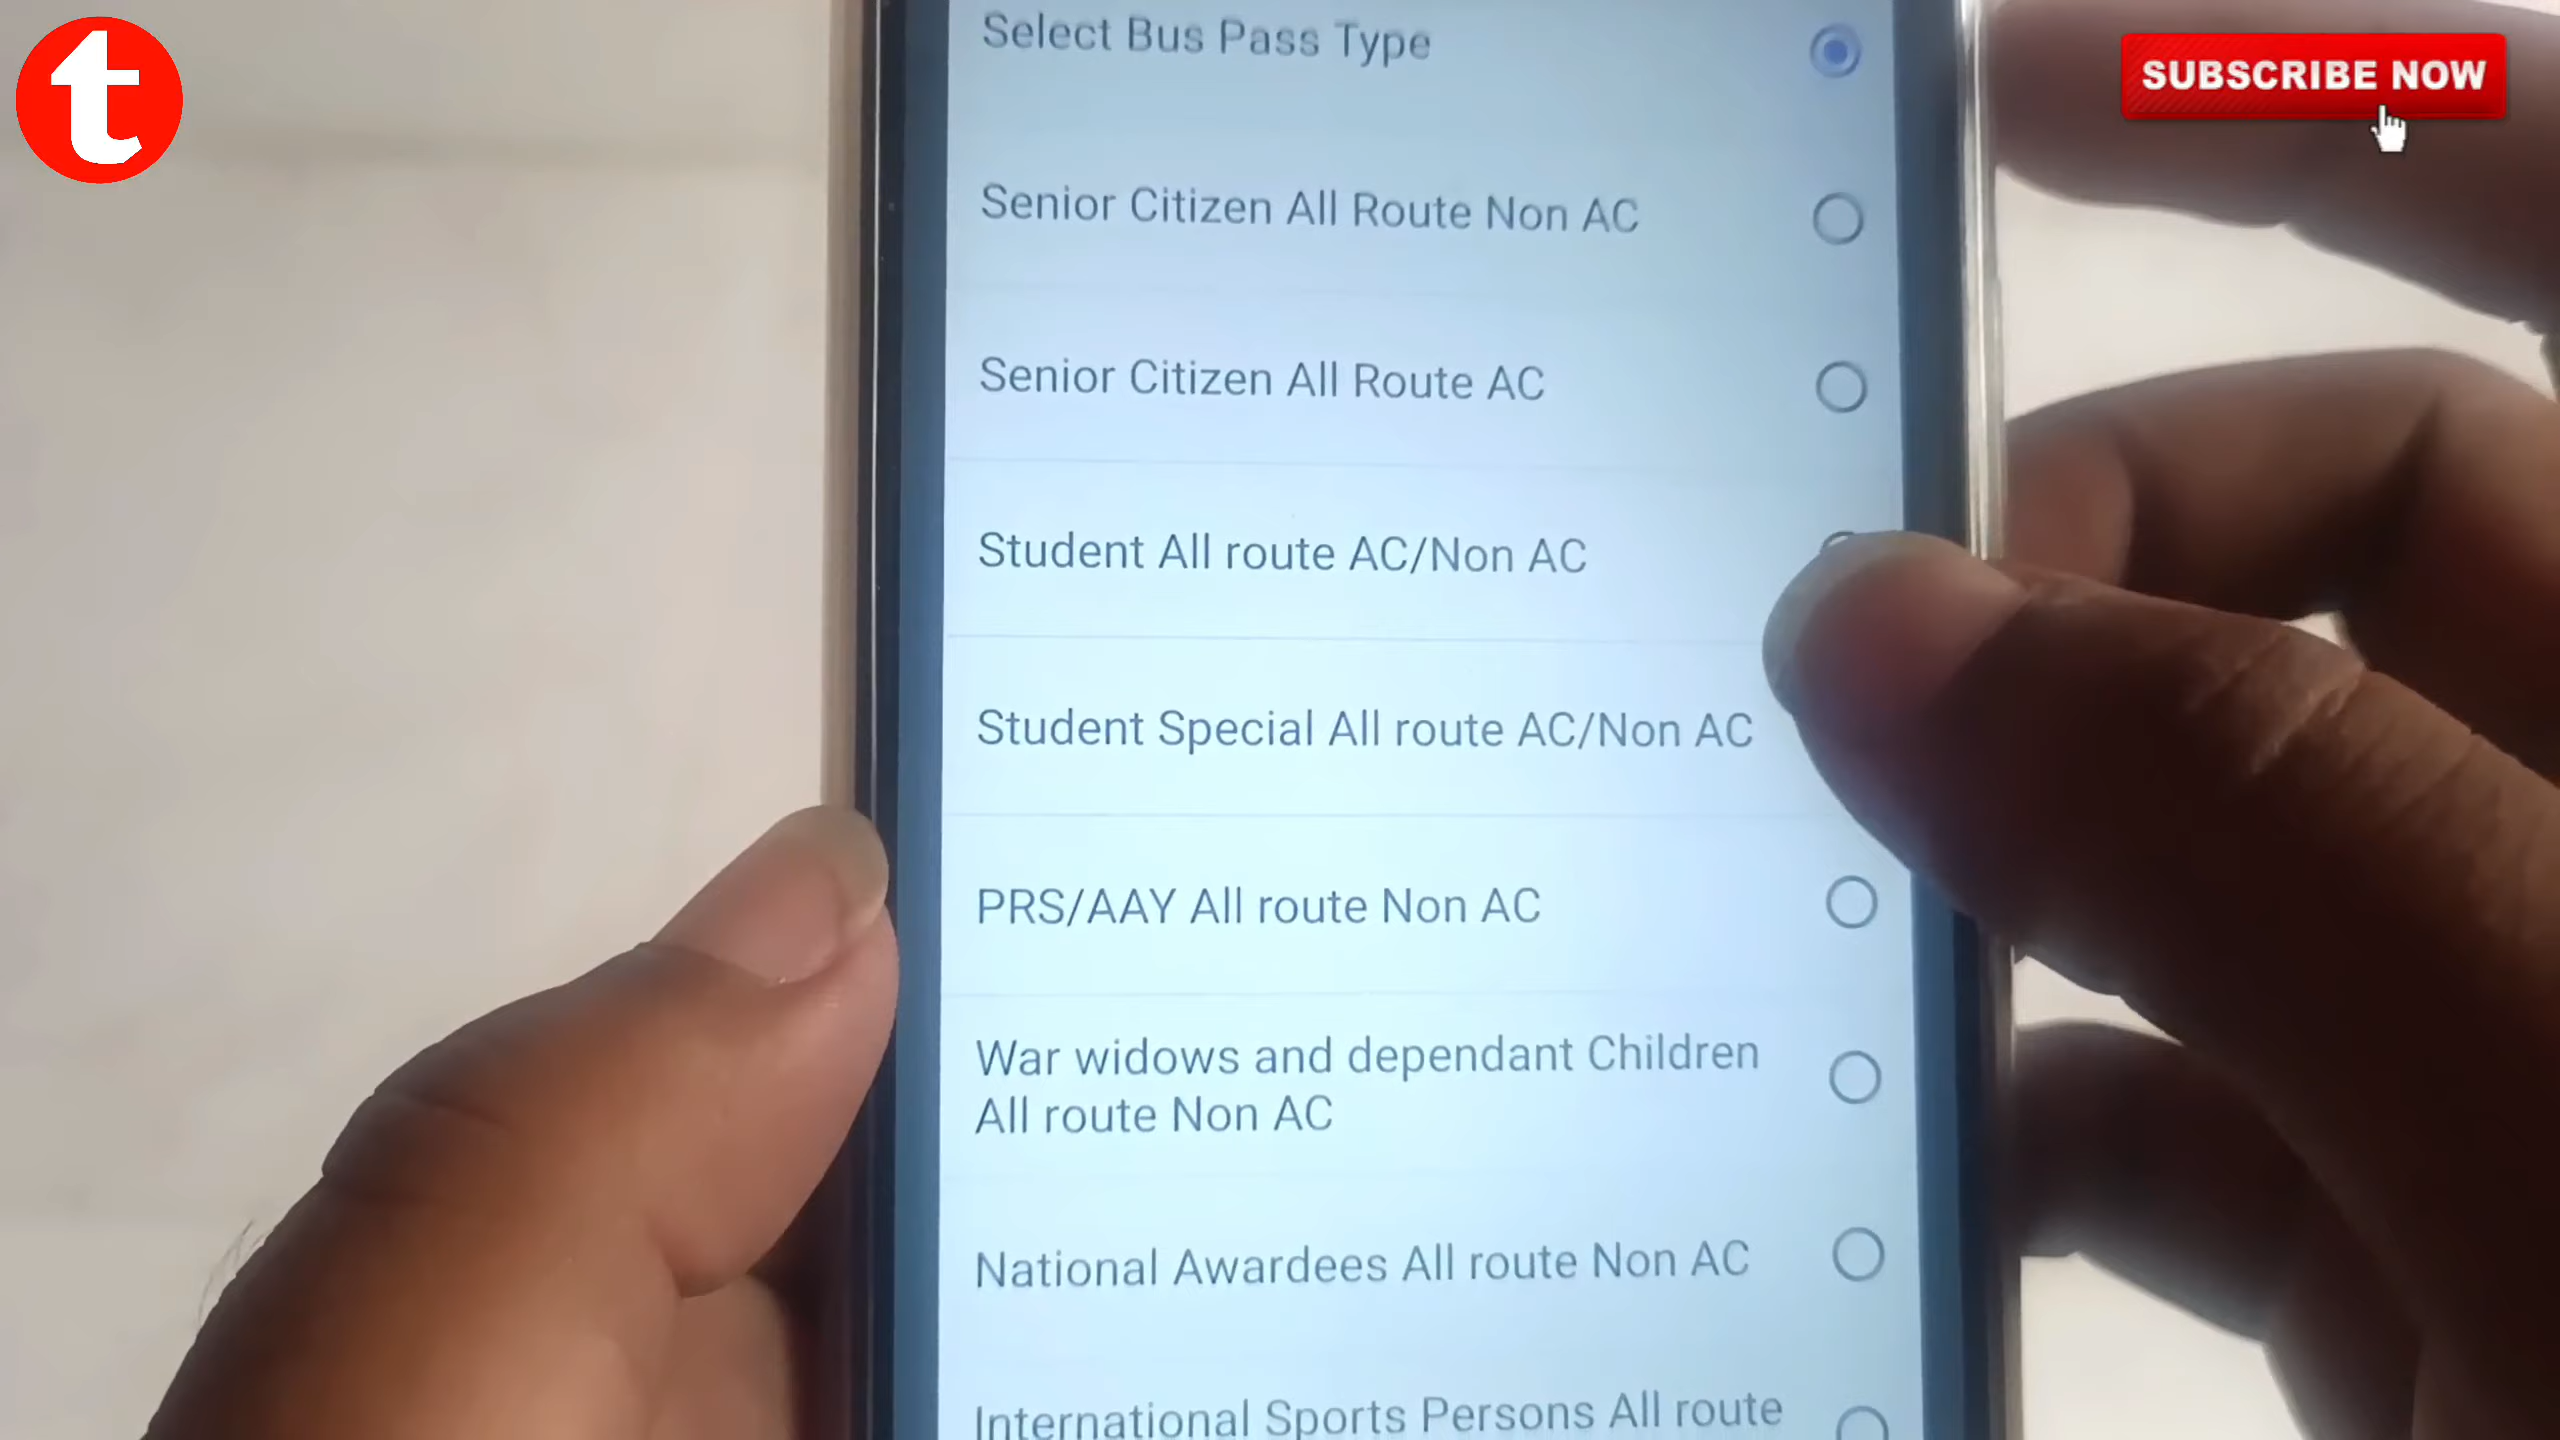 t
SUBSCRIBE NOW
Select Bus Pass Type
Senior Citizen All Route Non AC
Senior Citizen All Route AC
Student All route AC/Non AC
Student Special All route AC/Non AC
PRS/AAY All route Non AC
War widows and dependant Children
All route Non AC
National Awardees All route Non AC
International Sports Persons All route